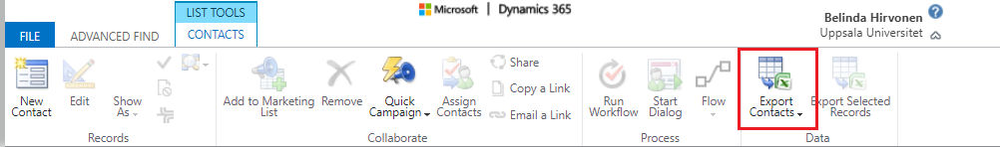 LIST TOOLS
Microsoft | Dynamics 365
Belinda Hirvonen
Uppsala Universitet
FILE
ADVANCED FIND
CONTACTS
New
Contact
Edit
Show
As
Add to Marketing
List
Remove
Quick
Campaign
Assign
Contacts
Share
Copy a Link
Email a Link
Run
Workflow
Start
Dialog
Flow
Export
Contacts
Export Selected
Records
Records
Collaborate
Process
Data